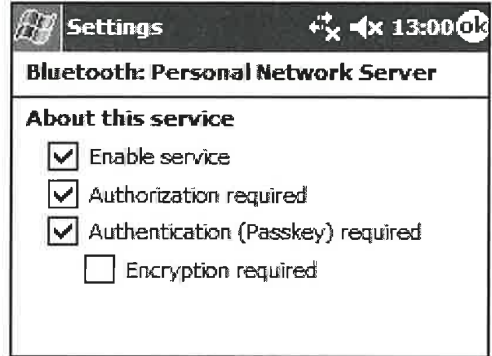 Settings 13:00 ok
Bluetooth: Personal Network Server
About this service
Enable service
Authorization required
Authentication (Passkey) required
Encryption required